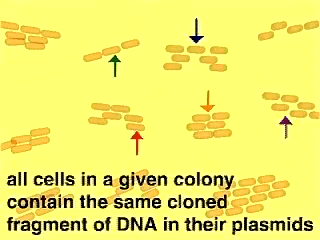 all cells in a given colony
contain the same cloned
fragment of DNA in their plasmids